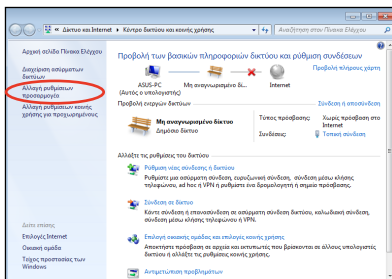 « Δίκτυο και Internet ▸ Κέντρο δικτύου και κοινής χρήσης
Αναζήτηση στον Πίνακα Ελέγχου
Αρχική σελίδα Πίνακα Ελέγχου
Διαχείριση ασύρματων
δικτύων
Αλλαγή ρυθμίσεων
προσαρμογέα
Αλλαγή ρυθμίσεων κοινής
χρήσης για προχωρημένους
Δείτε επίσης
Επιλογές Internet
Οικιακή ομάδα
Τείχος προστασίας των
Windows
Προβολή των βασικών πληροφοριών δικτύου και ρύθμιση συνδέσεων
Προβολή πλήρους χάρτη
ASUS-PC
(Αυτός ο υπολογιστής)
Μη αναγνωρισμένο δί...
Internet
Προβολή ενεργών δικτύων
Σύνδεση ή αποσύνδεση
Μη αναγνωρισμένο δίκτυο
Δημόσιο δίκτυο
Τύπος πρόσβασης: Χωρίς πρόσβαση στο
Internet
Συνδέσεις: Τοπική σύνδεση
Αλλάξτε τις ρυθμίσεις του δικτύου
Ρύθμιση νέας σύνδεσης ή δικτύου
Ρυθμίστε μια ασύρματη σύνδεση, ευρυζωνική σύνδεση, σύνδεση μέσω κλήσης
τηλεφώνου, ad hoc ή VPN ή ρυθμίστε ένα δρομολογητή ή σημείο πρόσβασης.
Σύνδεση σε δίκτυο
Κάντε σύνδεση ή επανασύνδεση σε ασύρματη σύνδεση δικτύου, καλωδιακή σύνδεση,
σύνδεση μέσω κλήσης τηλεφώνου ή VPN.
Επιλογή οικιακής ομάδας και επιλογές κοινής χρήσης
Αποκτήστε πρόσβαση σε αρχεία και εκτυπωτές που βρίσκονται σε άλλους υπολογιστές
δικτύου ή αλλάξτε τις ρυθμίσεις κοινής χρήσης.
Αντιμετώπιση προβλημάτων